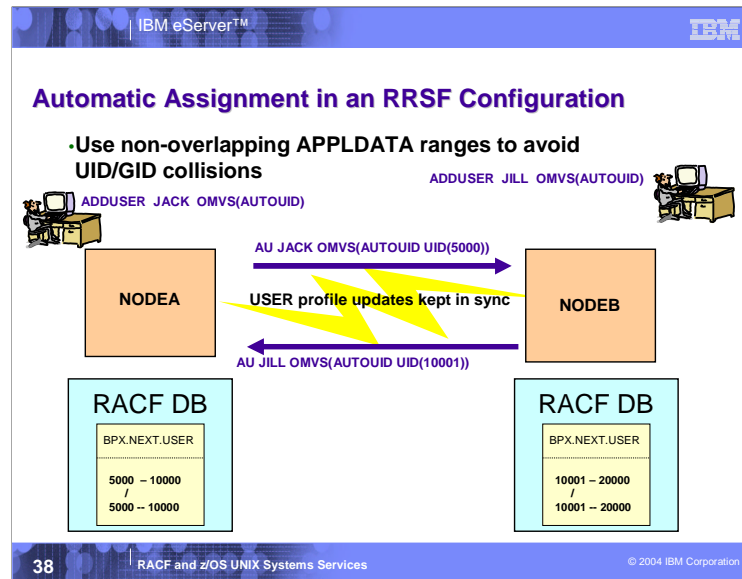 IBM eServer™
IBM
Automatic Assignment in an RRSF Configuration
•Use non-overlapping APPLDATA ranges to avoid
UID/GID collisions
ADDUSER JACK OMVS(AUTOUID)
ADDUSER JILL OMVS(AUTOUID)
AU JACK OMVS(AUTOUID UID(5000))
NODEA
USER profile updates kept in sync
NODEB
AU JILL OMVS(AUTOUID UID(10001))
RACF DB
BPX.NEXT.USER
5000 – 10000
/
5000 -- 10000
RACF DB
BPX.NEXT.USER
10001 – 20000
/
10001 -- 20000
38
RACF and z/OS UNIX Systems Services
© 2004 IBM Corporation